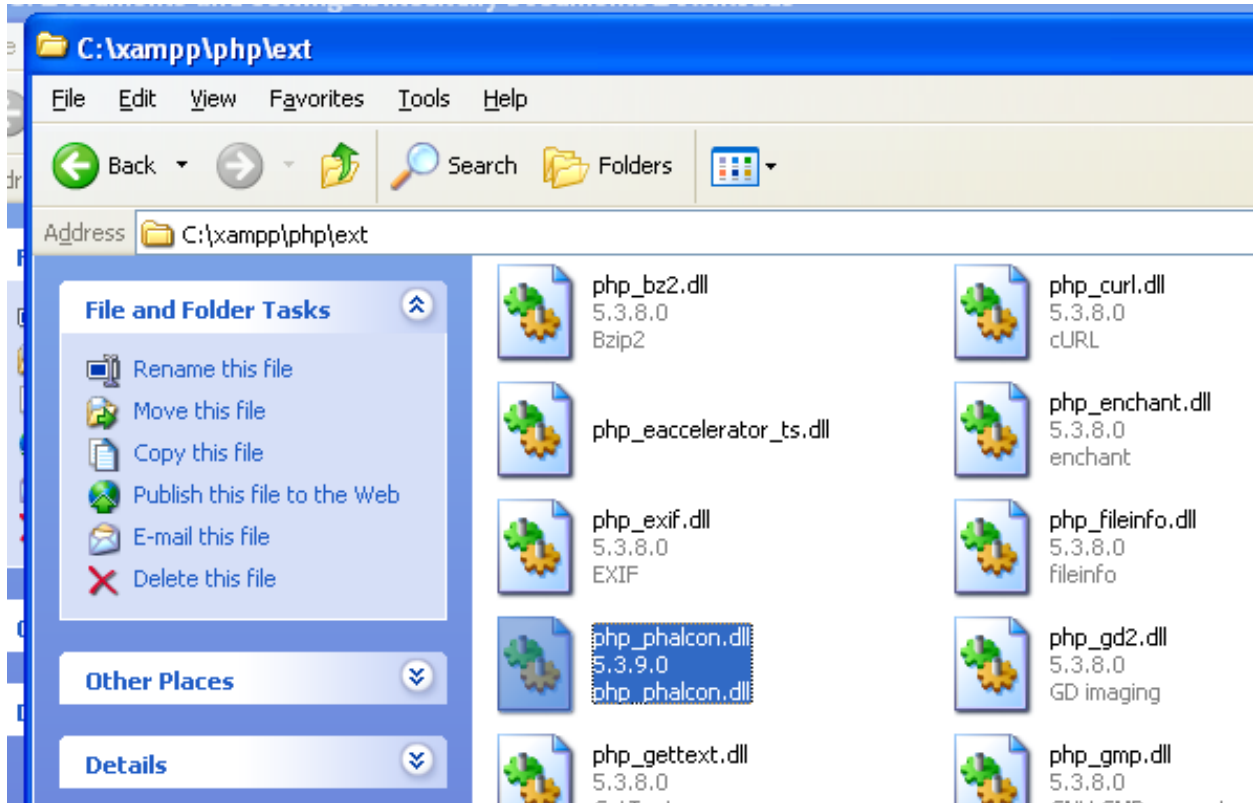 C:\xampp\php\ext
File Edit View Favorites Tools Help
Back Search Folders
Address C:\xampp\php\ext
File and Folder Tasks
Rename this file
Move this file
Copy this file
Publish this file to the Web
E-mail this file
Delete this file
Other Places
Details
php_bz2.dll
5.3.8.0
Bzip2
php_curl.dll
5.3.8.0
cURL
php_eaccelerator_ts.dll
php_enchant.dll
5.3.8.0
enchant
php_exif.dll
5.3.8.0
EXIF
php_fileinfo.dll
5.3.8.0
fileinfo
php_phalcon.dll
5.3.9.0
php_phalcon.dll
php_gd2.dll
5.3.8.0
GD imaging
php_gettext.dll
5.3.8.0
php_gmp.dll
5.3.8.0